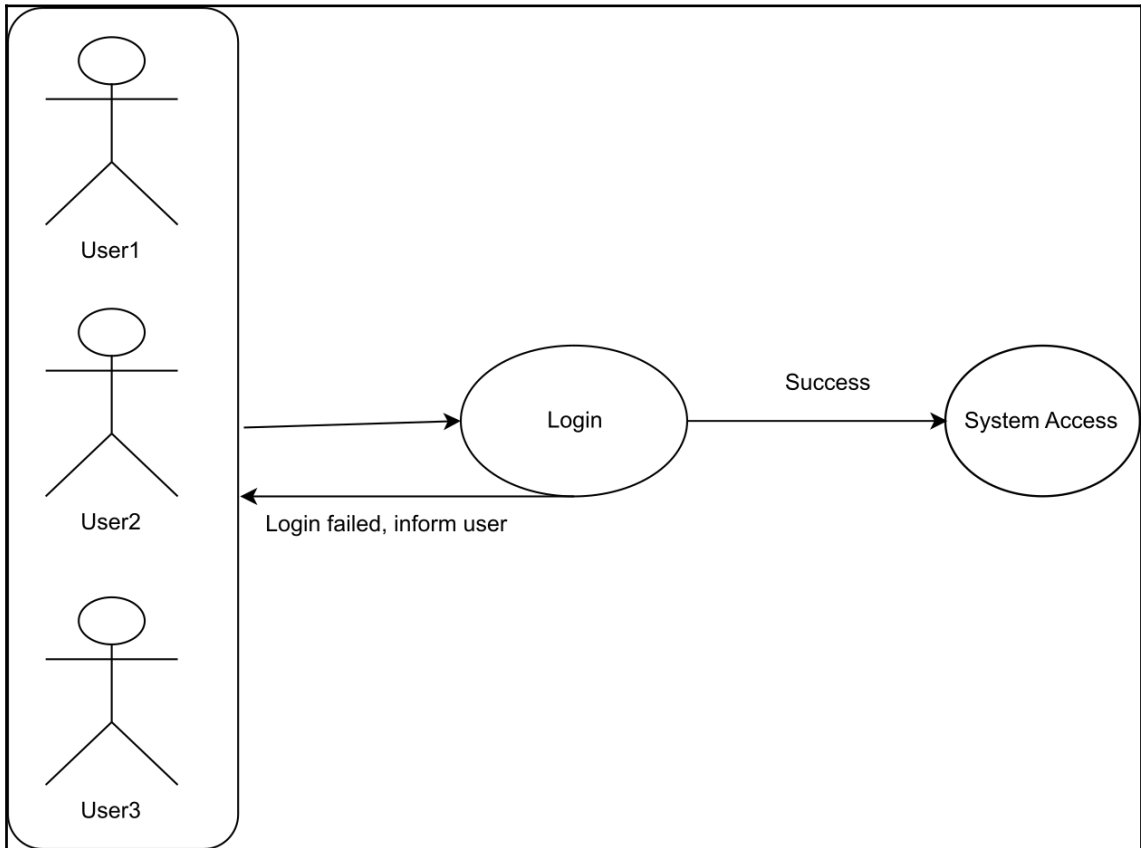 User1
User2
Login
Success
System Access
Login failed, inform user
User3